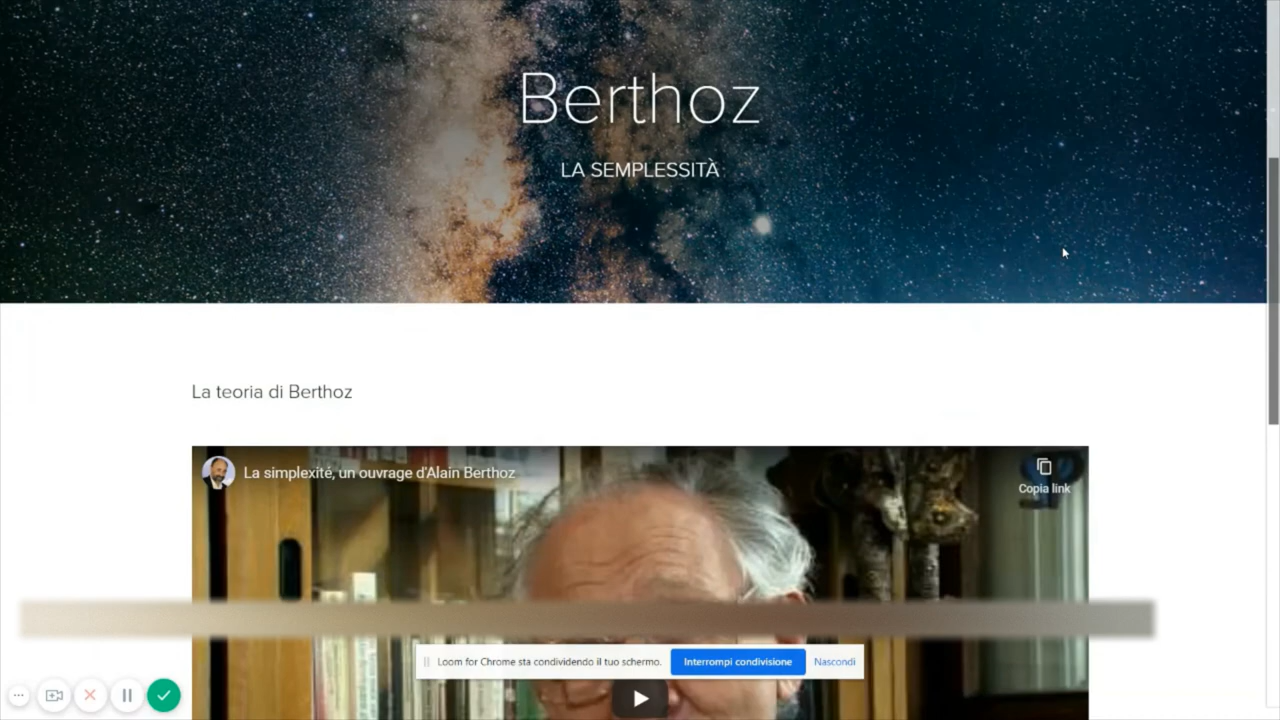 Berthoz
LA SEMPLESSITÀ
La teoria di Berthoz
La simplexité, un ouvrage d'Alain Berthoz
Copia link
Loom for Chrome sta condividendo il tuo schermo.
Interrompi condivisione
Nascondi